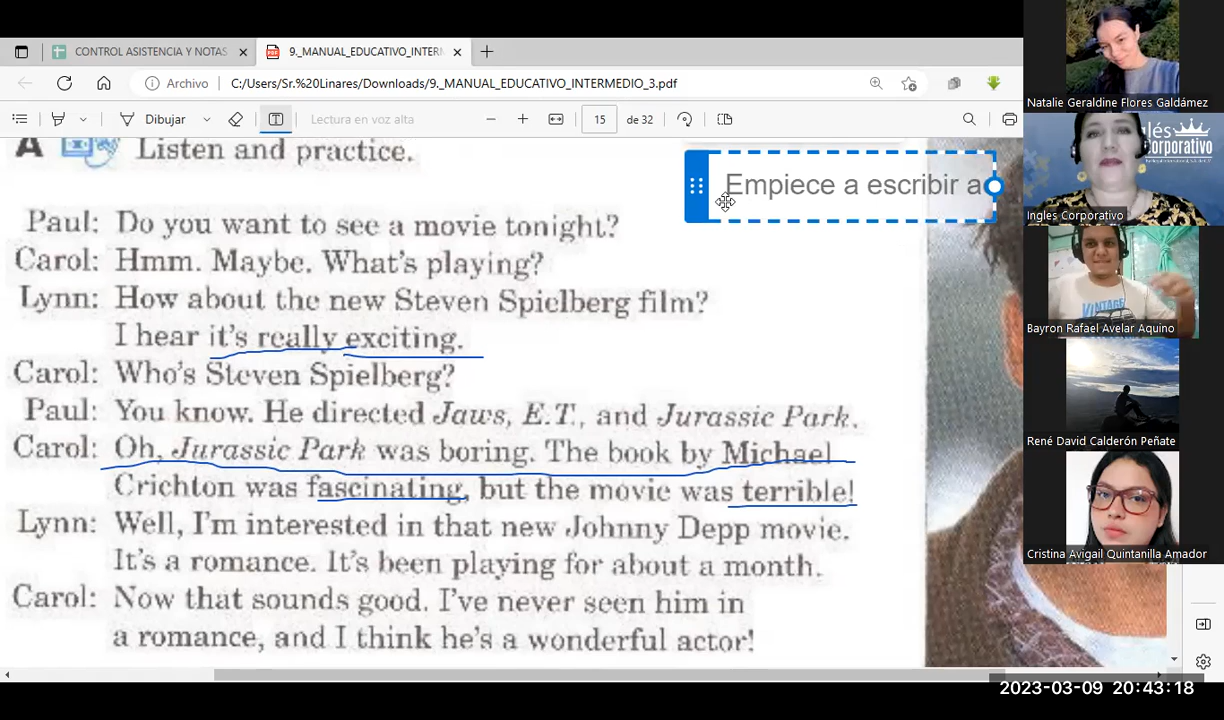 CONTROL ASISTENCIA Y NOTAS
9._MANUAL_EDUCATIVO_INTERM
Archivo
C:/Users/Sr.%20Linares/Downloads/9._MANUAL_EDUCATIVO_INTERMEDIO_3.pdf
Dibujar
Lectura en voz alta
15
de 32
A
Listen and practice.
Empiece a escribir a
Paul: Do you want to see a movie tonight?
Carol: Hmm. Maybe. What's playing?
Lynn: How about the new Steven Spielberg film?
I hear it's really exciting.
Carol: Who's Steven Spielberg?
Paul: You know. He directed Jaws, E.T., and Jurassic Park.
Carol: Oh, Jurassic Park was boring. The book by Michael
Crichton was fascinating, but the movie was terrible!
Lynn: Well, I'm interested in that new Johnny Depp movie.
It's a romance. It's been playing for about a month.
Carol: Now that sounds good. I've never seen him in
a romance, and I think he's a wonderful actor!
Natalie Geraldine Flores Galdámez
lés
corporativo
Ingles Corporativo
VINTAGE
Bayron Rafael Avelar Aquino
René David Calderón Peñate
Cristina Avigail Quintanilla Amador
2023-03-09 20:43:18